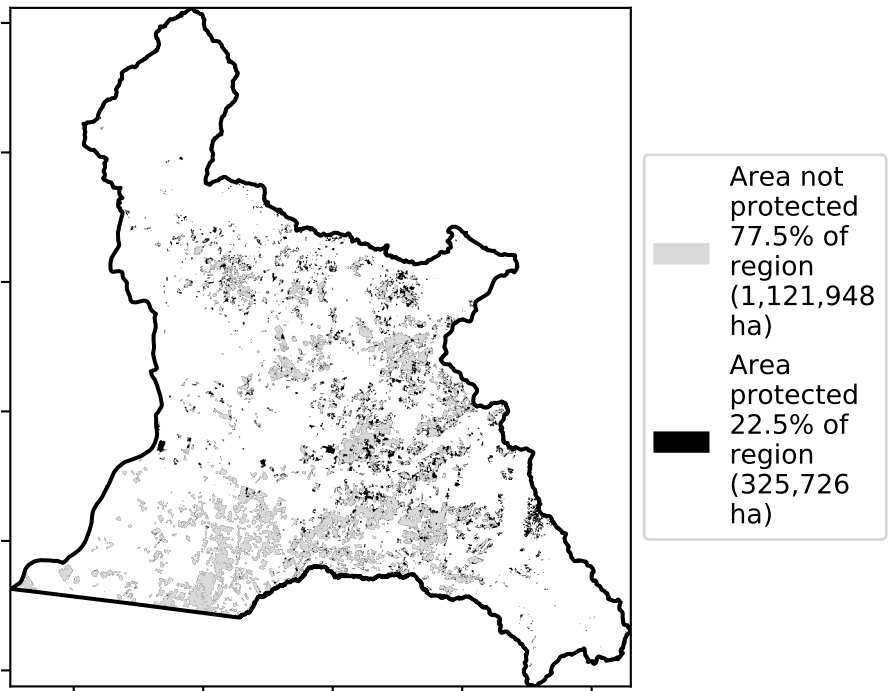 Area not
protected
77.5% of
region
(1,121,948
ha)
Area
protected
22.5% of
region
(325,726
ha)